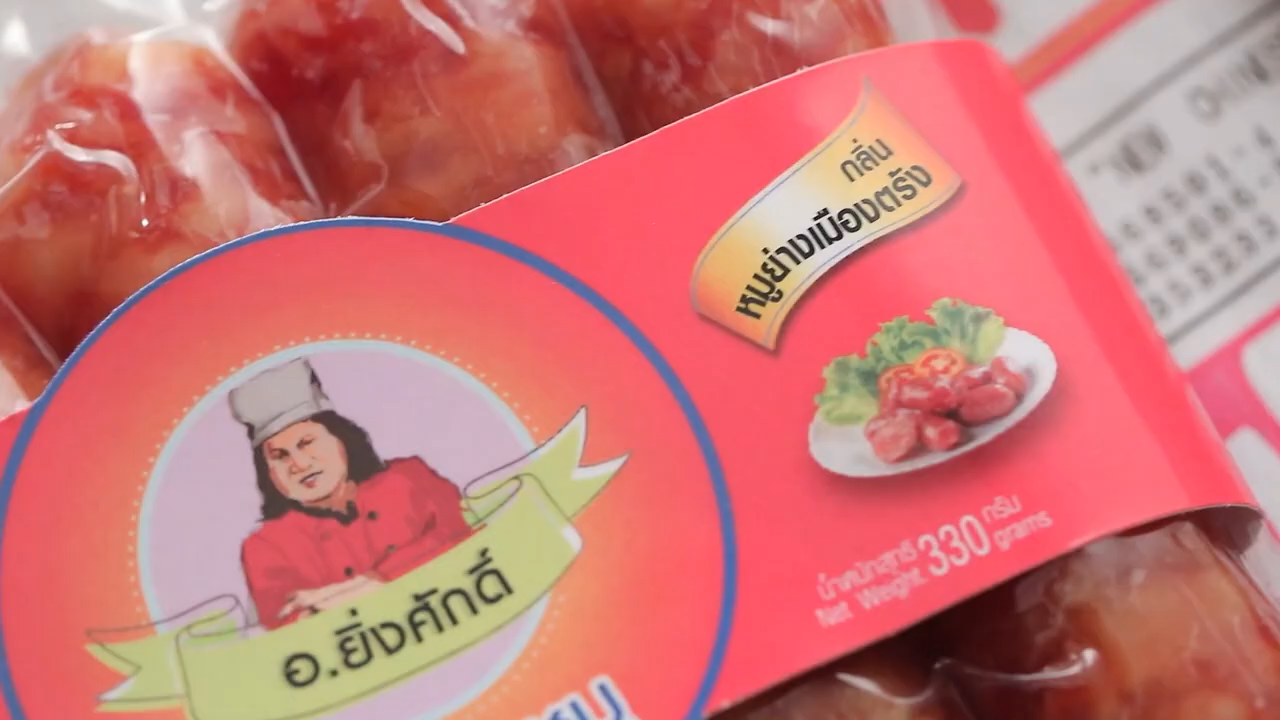 กลิ่น
หมูย่างเมืองตรัง
อ.ยิ่งศักดิ์
น้ำหนักสุทธิ 330 กรัม
Net Weight grams